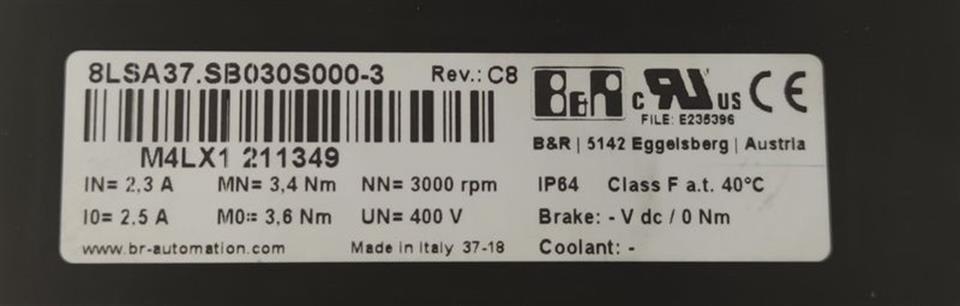 8LSA37.SB030S000-3 Rev.: C8
B&R c RU US CE
FILE: E235396
M4LX1 211349
B&R | 5142 Eggelsberg | Austria
IN= 2,3 A MN= 3,4 Nm NN= 3000 rpm IP64 Class F a.t. 40°C
I0= 2,5 A M0= 3,6 Nm UN= 400 V Brake: - V dc / 0 Nm
www.br-automation.com Made in Italy 37-18 Coolant: -